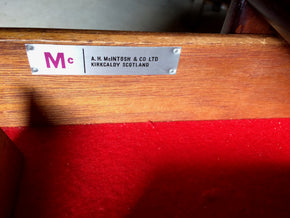 Mc
A.H. McINTOSH & CO LTD
KIRKCALDY SCOTLAND